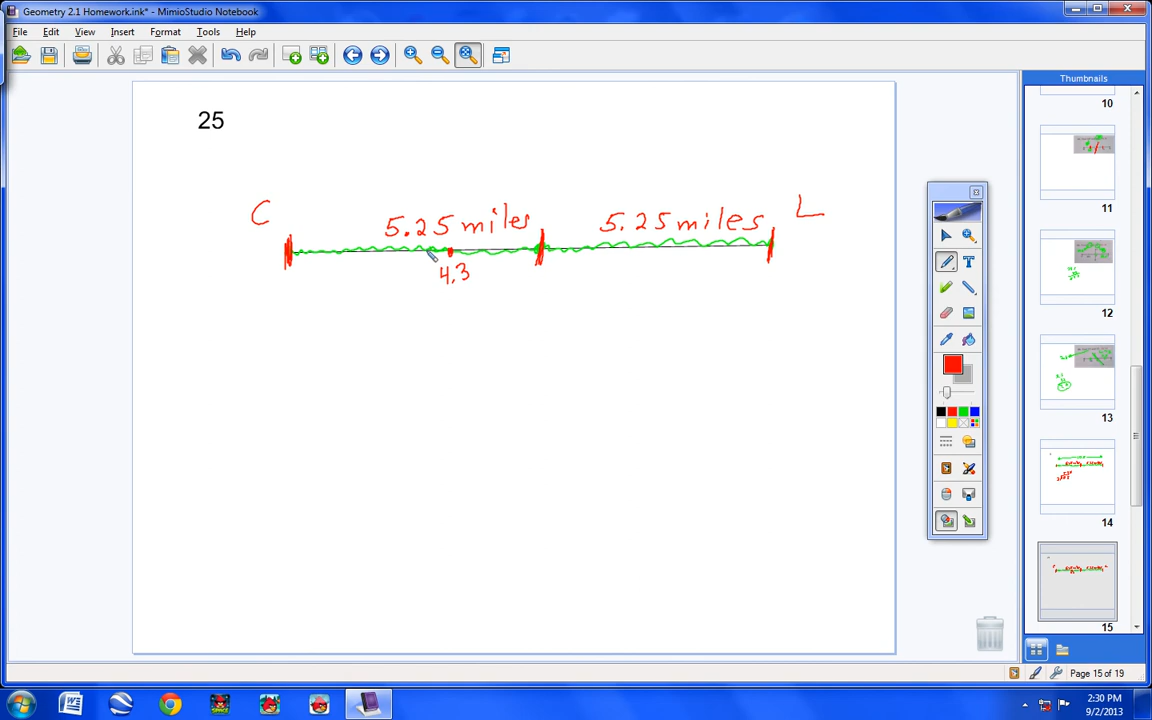 Geometry 2.1 Homework.ink* - MimioStudio Notebook
File Edit View Insert Format Tools Help
Thumbnails
25
C 5.25 miles 5.25 miles L
4.3
10
11
12
13
14
15
Page 15 of 19
2:30 PM
9/2/2013